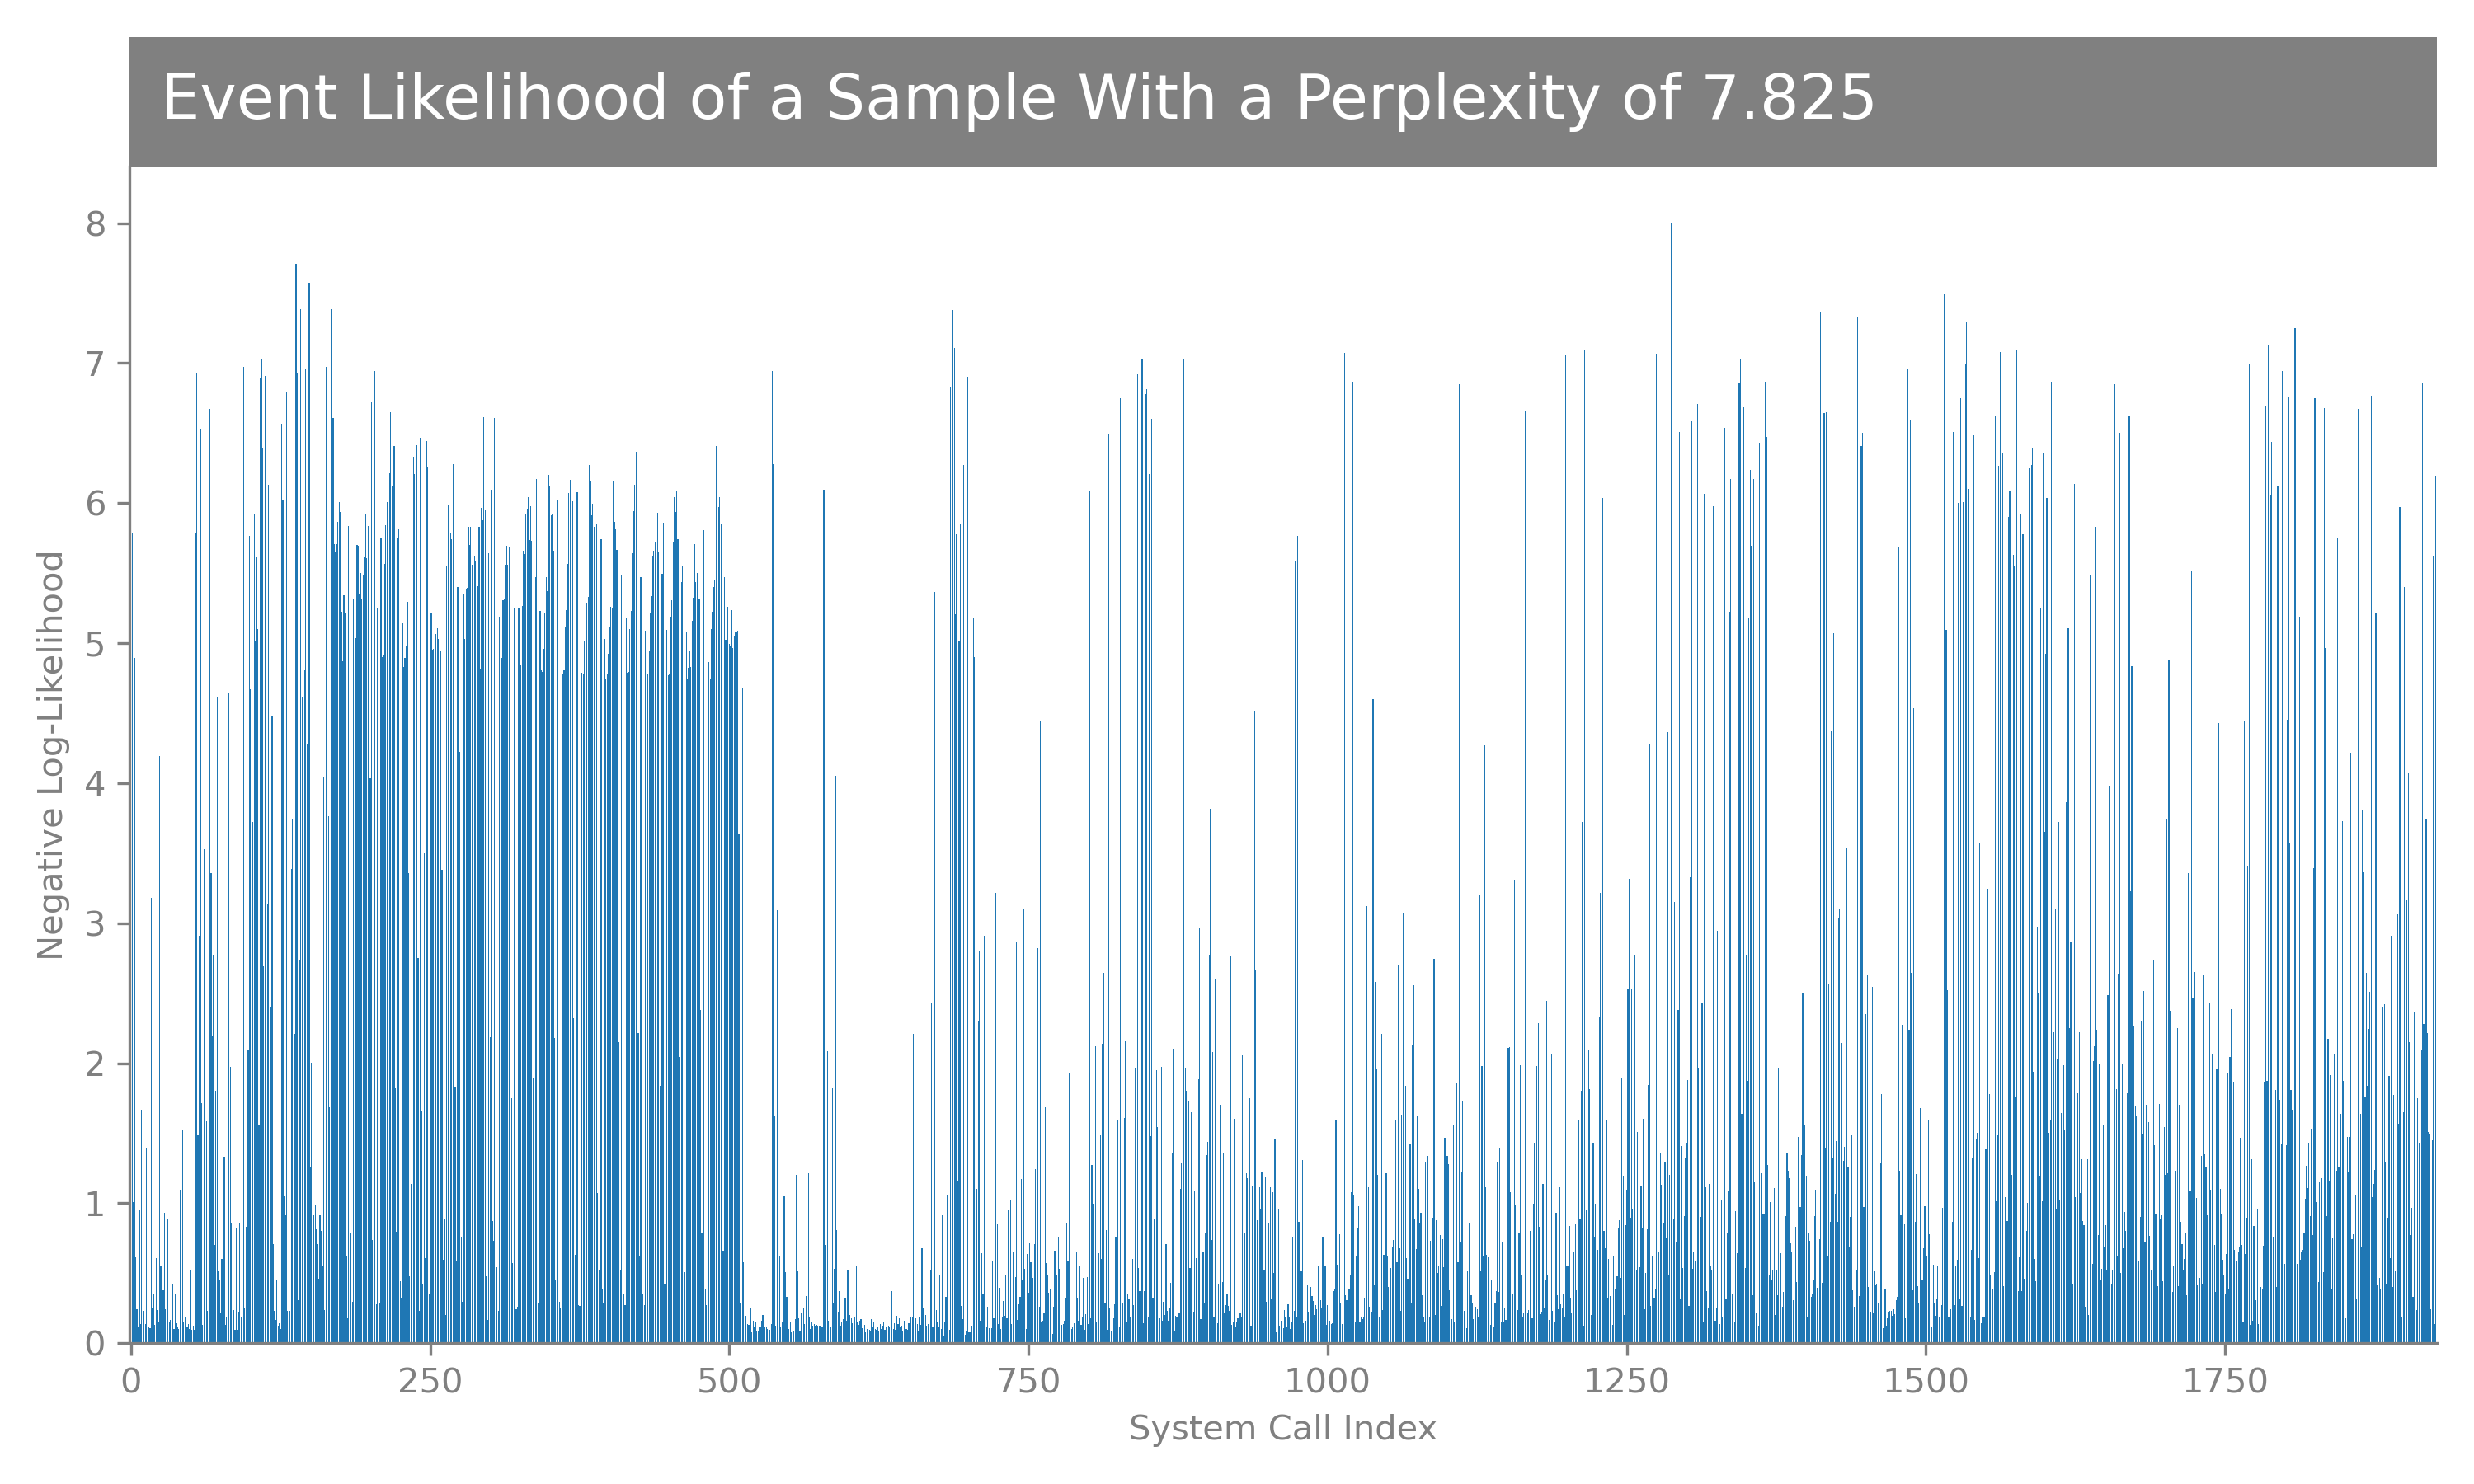 Event Likelihood of a Sample With a Perplexity of 7.825
8
7
6
5
4
3
2
1
0
Negative Log-Likelihood
0 250 500 750 1000 1250 1500 1750
System Call Index